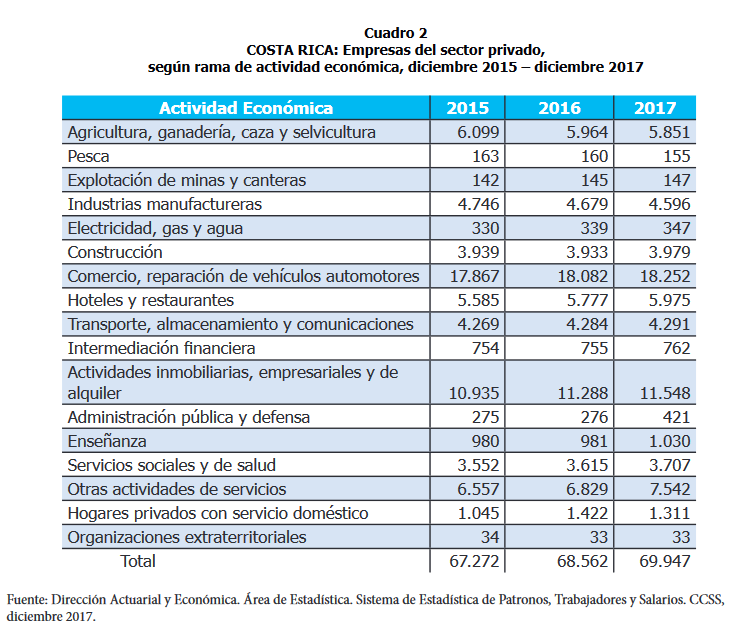 Cuadro 2
COSTA RICA: Empresas del sector privado,
según rama de actividad económica, diciembre 2015 – diciembre 2017
Actividad Económica 2015 2016 2017
Agricultura, ganadería, caza y selvicultura 6.099 5.964 5.851
Pesca 163 160 155
Explotación de minas y canteras 142 145 147
Industrias manufactureras 4.746 4.679 4.596
Electricidad, gas y agua 330 339 347
Construcción 3.939 3.933 3.979
Comercio, reparación de vehículos automotores 17.867 18.082 18.252
Hoteles y restaurantes 5.585 5.777 5.975
Transporte, almacenamiento y comunicaciones 4.269 4.284 4.291
Intermediación financiera 754 755 762
Actividades inmobiliarias, empresariales y de
alquiler 10.935 11.288 11.548
Administración pública y defensa 275 276 421
Enseñanza 980 981 1.030
Servicios sociales y de salud 3.552 3.615 3.707
Otras actividades de servicios 6.557 6.829 7.542
Hogares privados con servicio doméstico 1.045 1.422 1.311
Organizaciones extraterritoriales 34 33 33
Total 67.272 68.562 69.947
Fuente: Dirección Actuarial y Económica. Área de Estadística. Sistema de Estadística de Patronos, Trabajadores y Salarios. CCSS,
diciembre 2017.